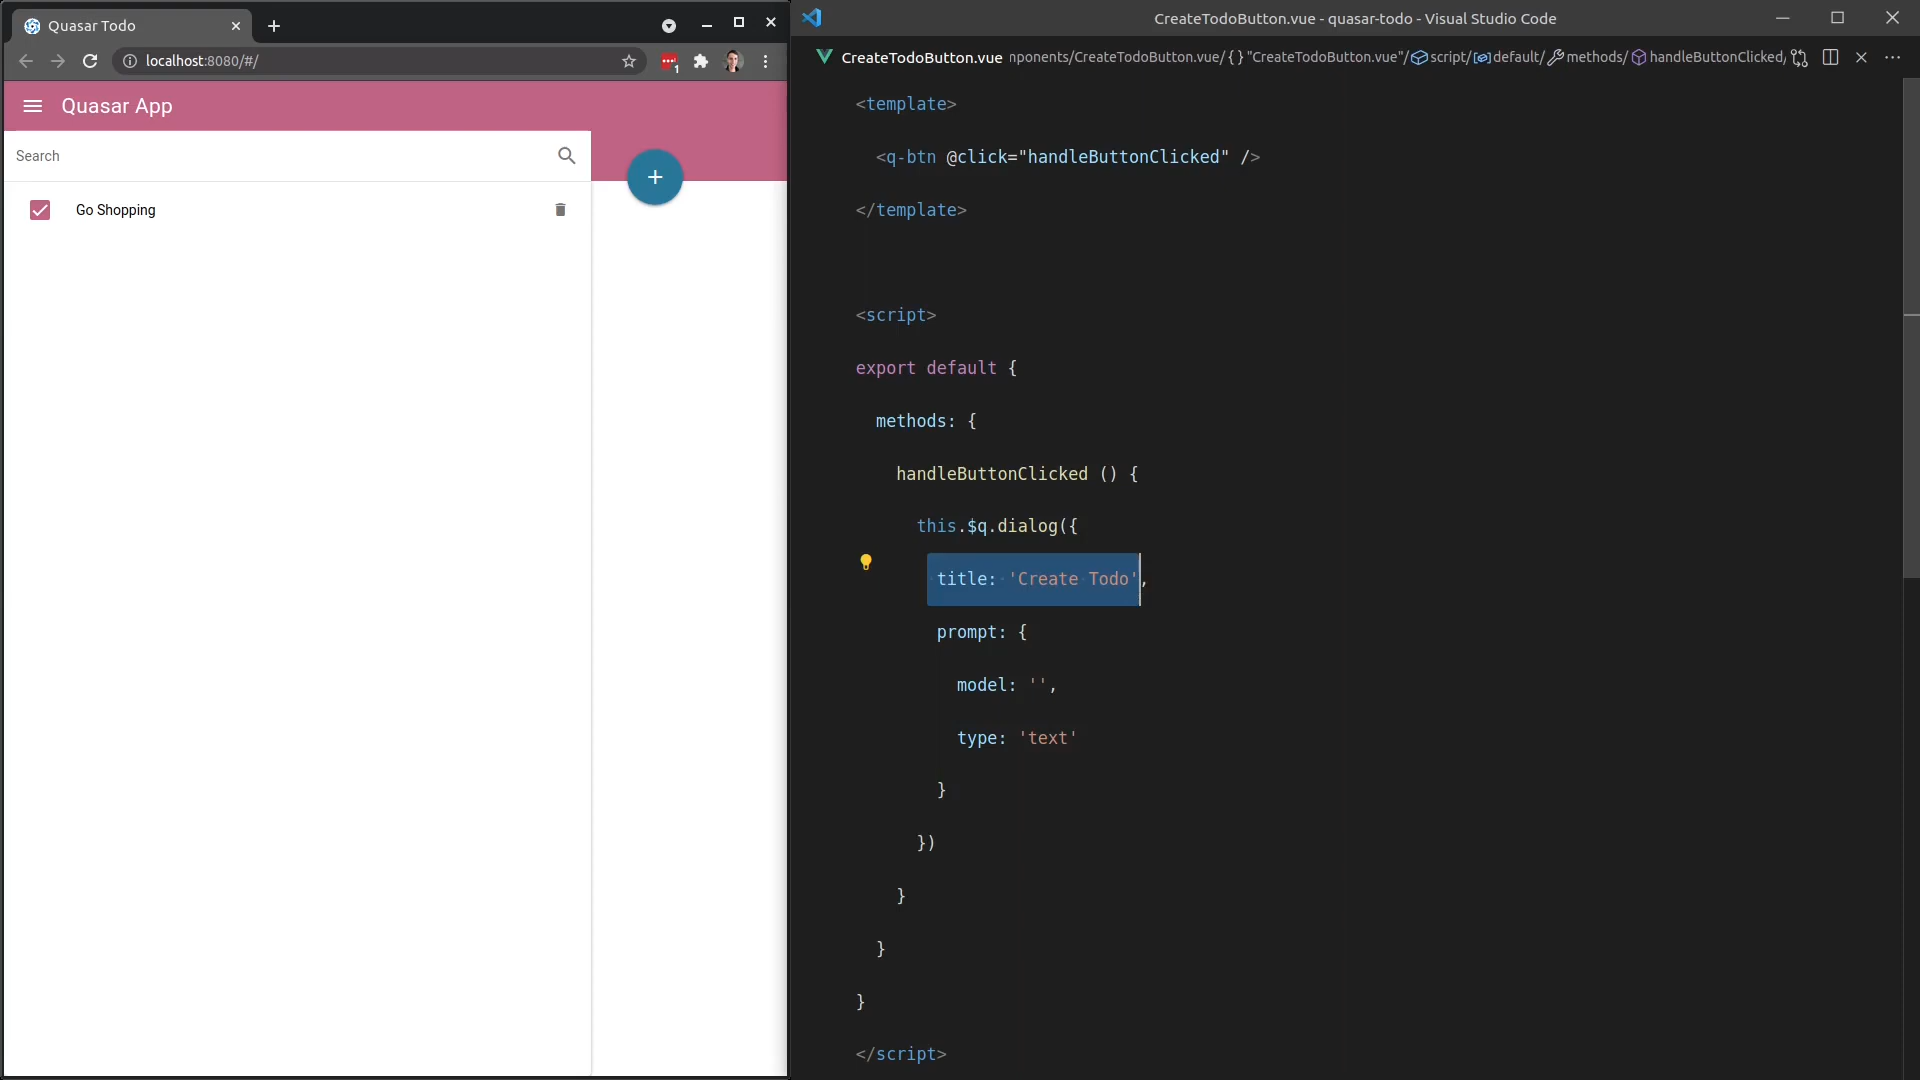 Quasar Todo
localhost:8080/#/
1
Quasar App
Search
Go Shopping
CreateTodoButton.vue - quasar-todo - Visual Studio Code
CreateTodoButton.vue nponents/CreateTodoButton.vue/{ } "CreateTodoButton.vue"/ script/ default/ methods/ handleButtonClicked/
<template>
<q-btn @click="handleButtonClicked" />
</template>
<script>
export default {
methods: {
handleButtonClicked () {
this.$q.dialog({
title: 'Create Todo',
prompt: {
model: '',
type: 'text'
}
})
}
}
}
</script>